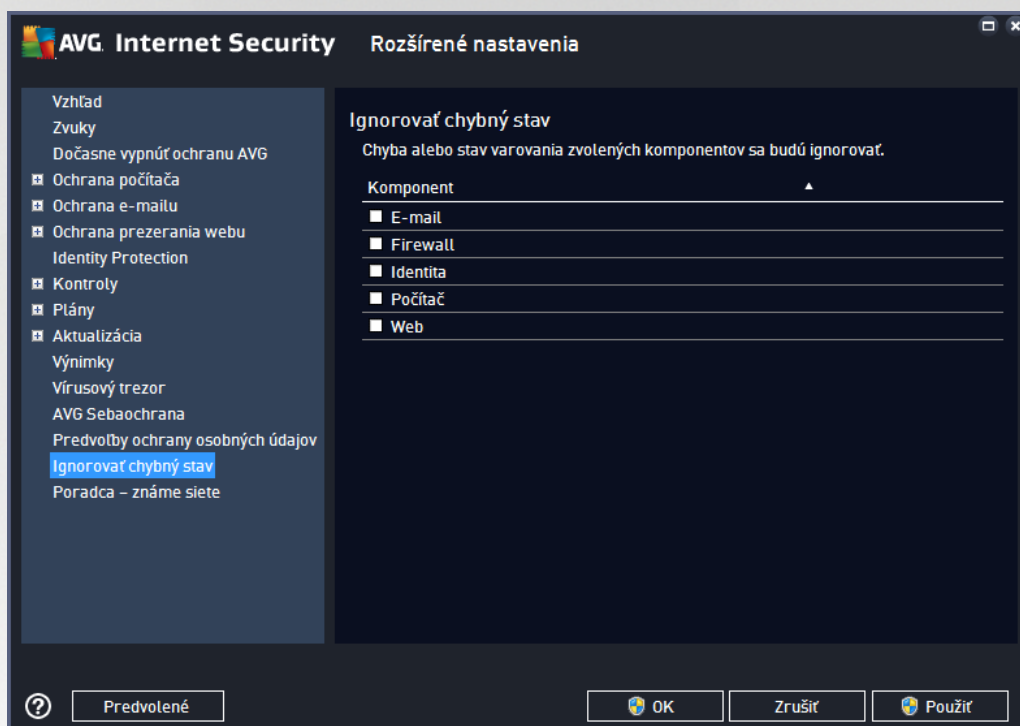 AVG. Internet Security Rozšírené nastavenia
Vzhľad
Zvuky
Dočasne vypnúť ochranu AVG
Ochrana počítača
Ochrana e-mailu
Ochrana prezerania webu
Identity Protection
Kontroly
Plány
Aktualizácia
Výnimky
Vírusový trezor
AVG Sebaochrana
Predvoľby ochrany osobných údajov
Ignorovať chybný stav
Poradca – známe siete
Ignorovať chybný stav
Chyba alebo stav varovania zvolených komponentov sa budú ignorovať.
Komponent
E-mail
Firewall
Identita
Počítač
Web
Predvolené
OK
Zrušiť
Použiť